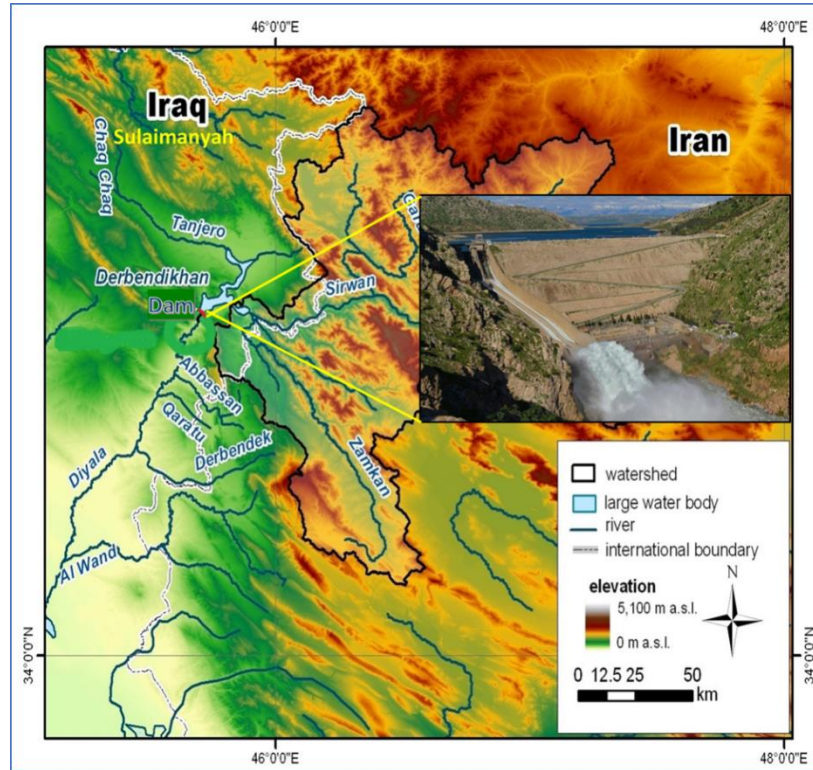 46°0'0"E
48°0'0"E
Iraq
Sulaimanyah
Iran
Chaq Chaq
Tanjero
Derbendikhan
Sirwan
Dam
Abbassan
Qaratu
Derbendek
Zamkan
Diyala
Al Wand
watershed
large water body
river
international boundary
elevation
5,100 m a.s.l.
0 m a.s.l.
N
0 12.5 25 50
km
34°0'0"N
34°0'0"N
46°0'0"E
48°0'0"E